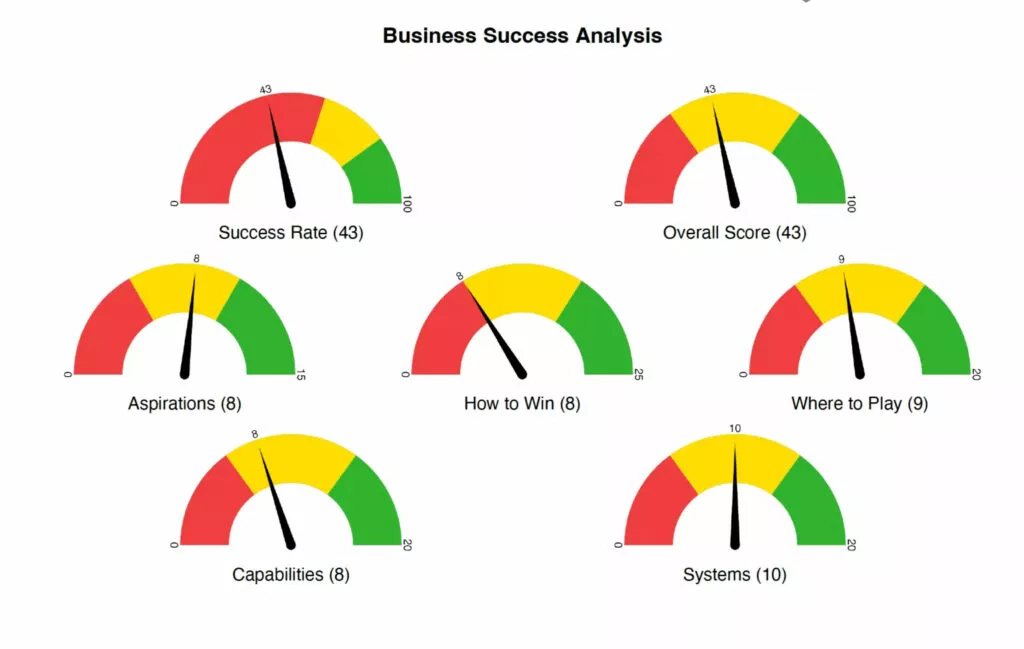 Business Success Analysis
43
0
100
Success Rate (43)
43
0
100
Overall Score (43)
8
0
15
Aspirations (8)
8
0
25
How to Win (8)
9
0
20
Where to Play (9)
8
0
20
Capabilities (8)
10
0
20
Systems (10)